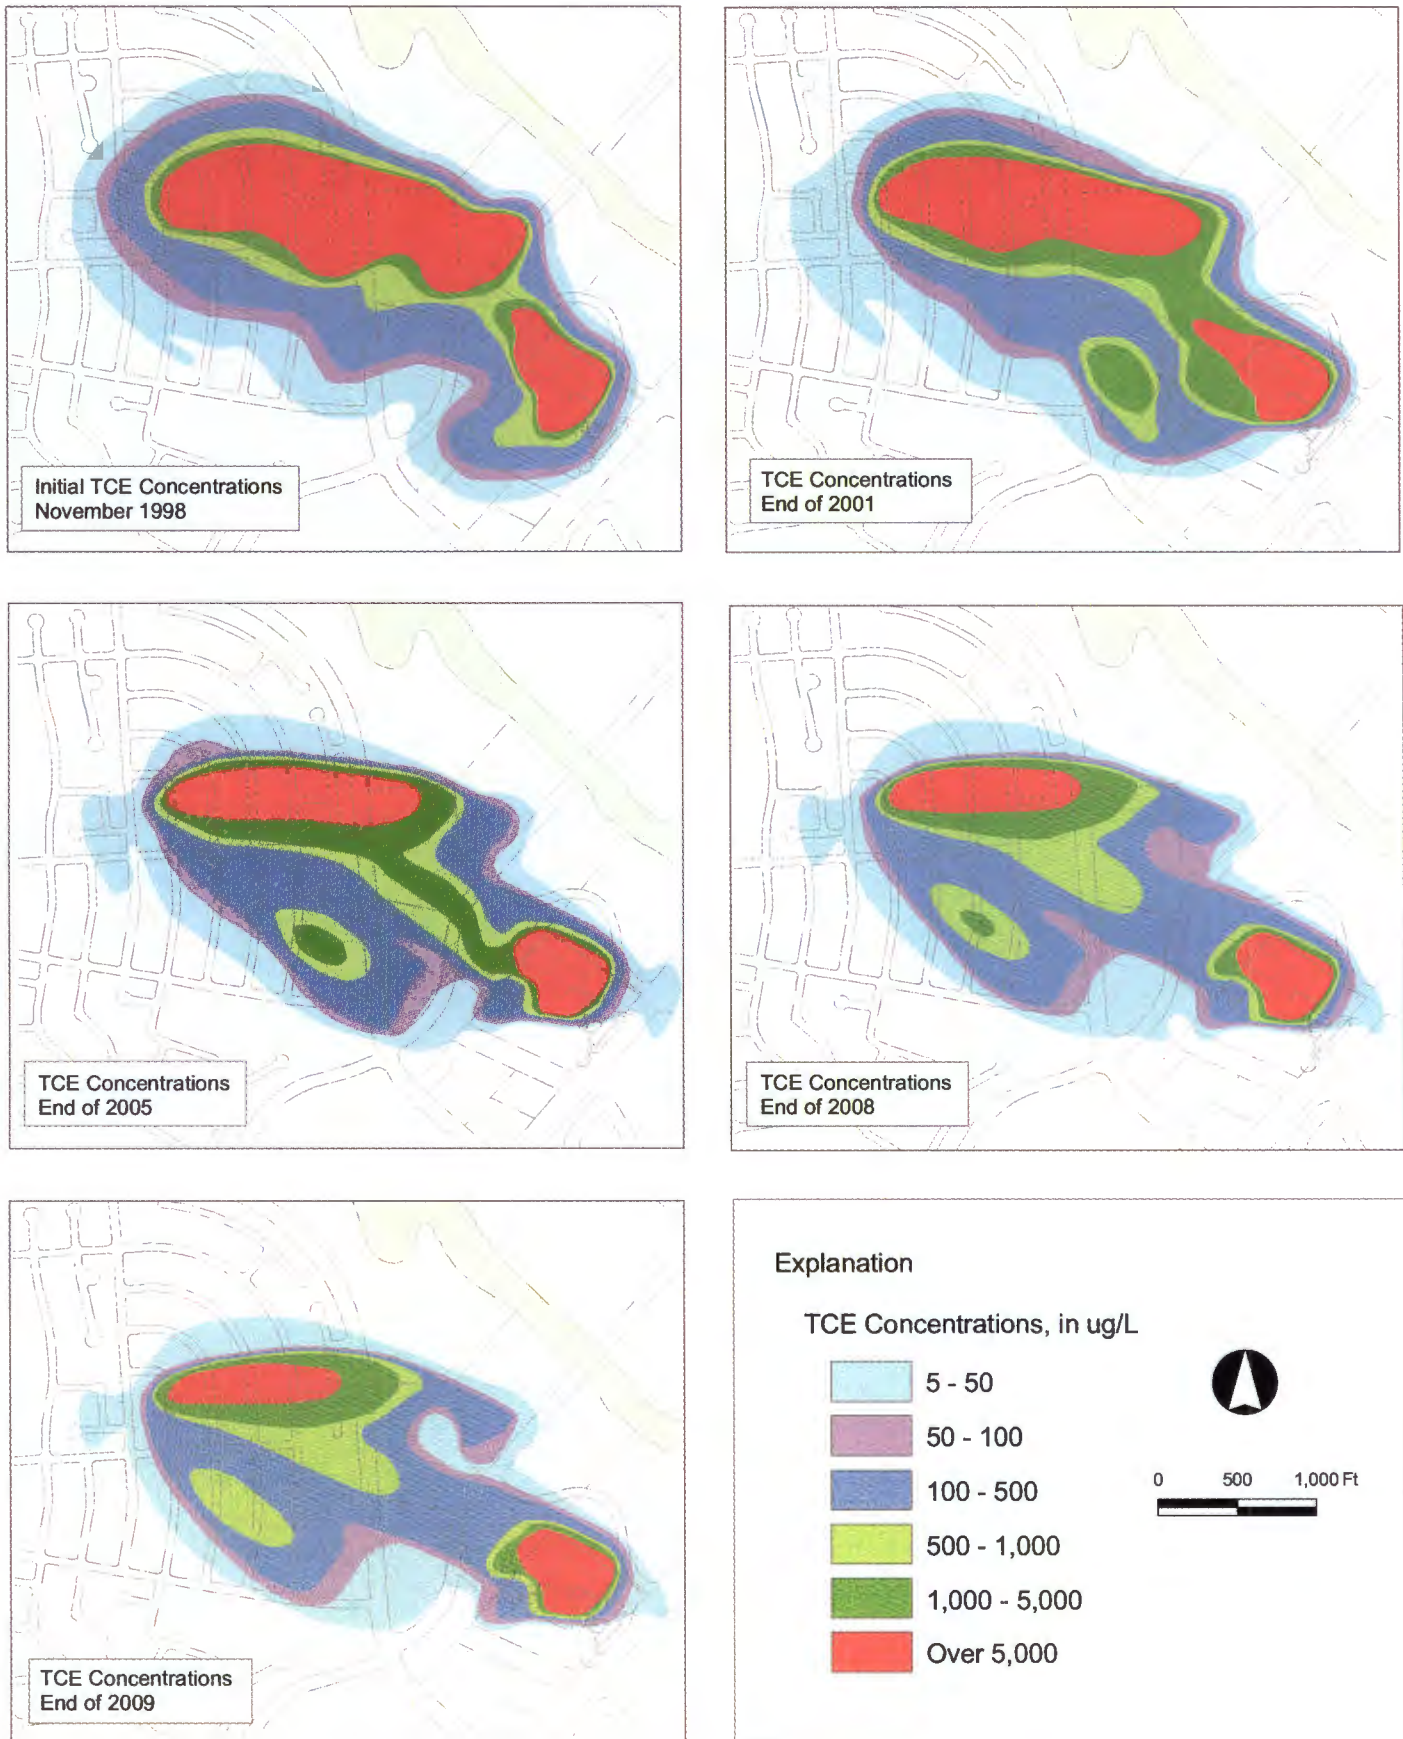 Initial TCE Concentrations
November 1998
TCE Concentrations
End of 2001
TCE Concentrations
End of 2005
TCE Concentrations
End of 2008
TCE Concentrations
End of 2009
Explanation
TCE Concentrations, in ug/L
5 - 50
50 - 100
100 - 500
500 - 1,000
1,000 - 5,000
Over 5,000
0 500 1,000 Ft